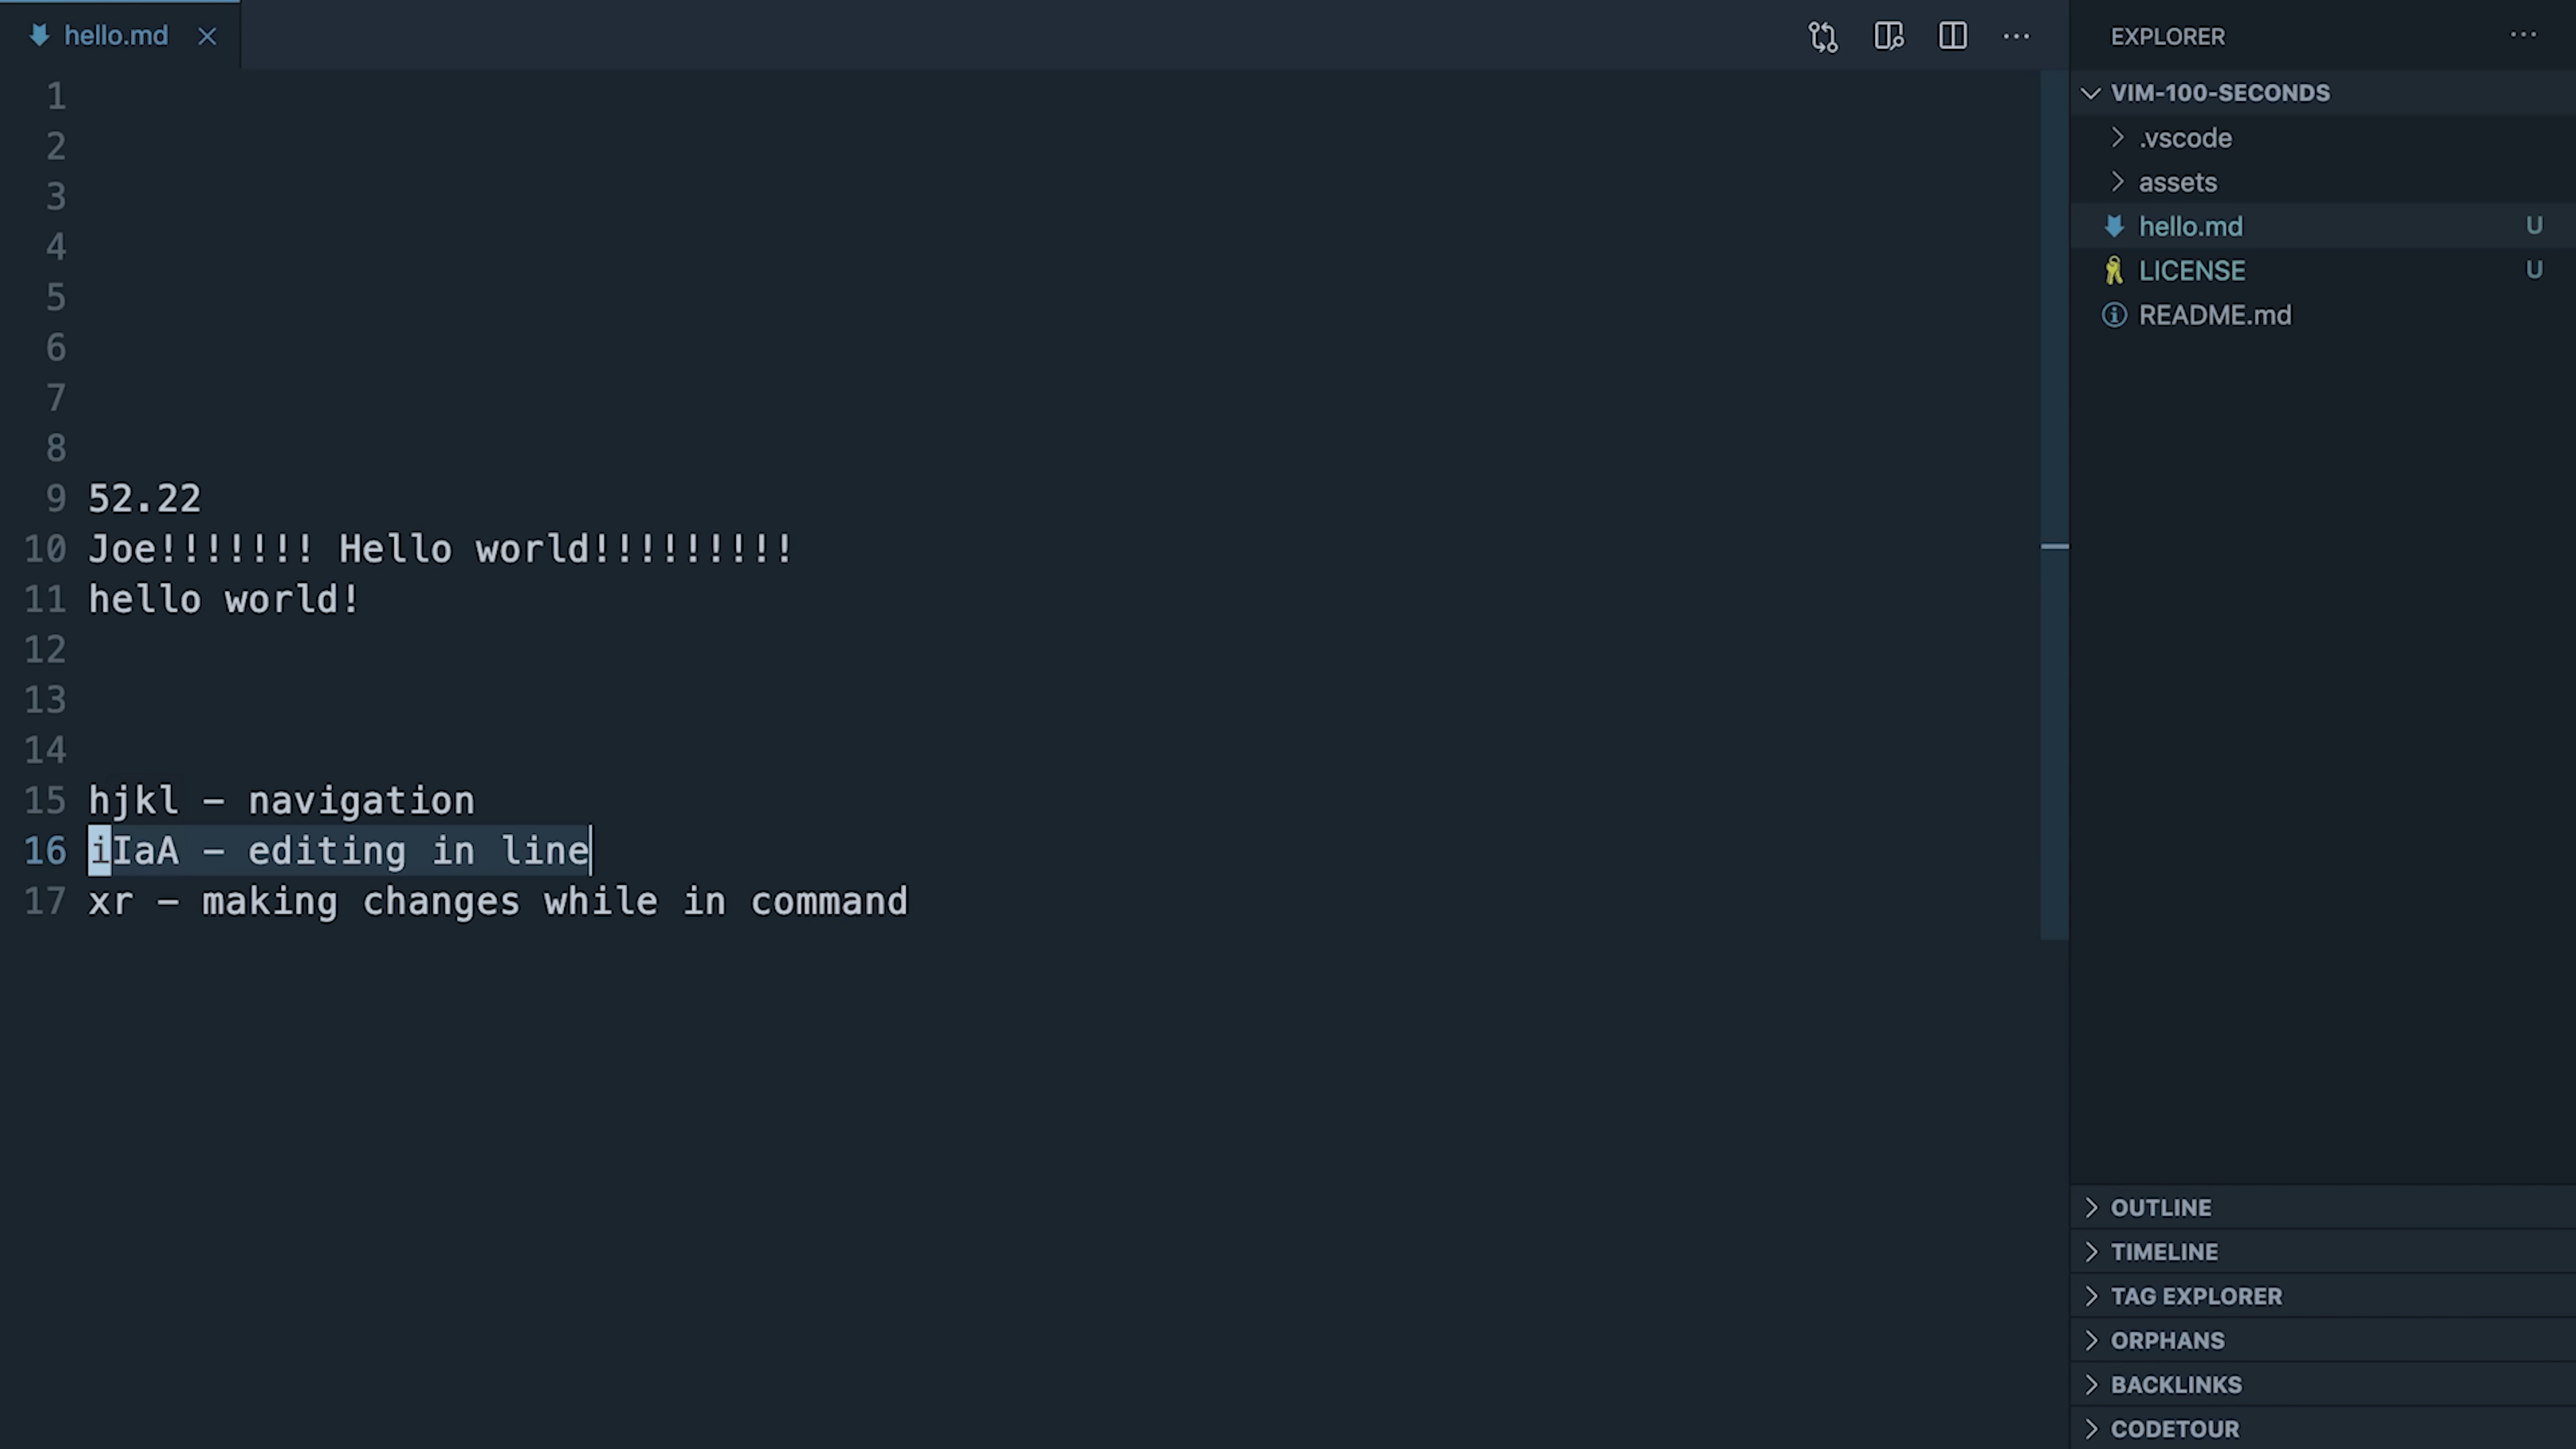 hello.md
1
2
3
4
5
6
7
8
9 52.22
10 Joe!!!!!!! Hello world!!!!!!!!!
11 hello world!
12
13
14
15 hjkl – navigation
16 iIaA – editing in line
17 xr – making changes while in command
EXPLORER
VIM-100-SECONDS
.vscode
assets
hello.md U
LICENSE U
README.md
OUTLINE
TIMELINE
TAG EXPLORER
ORPHANS
BACKLINKS
CODETOUR